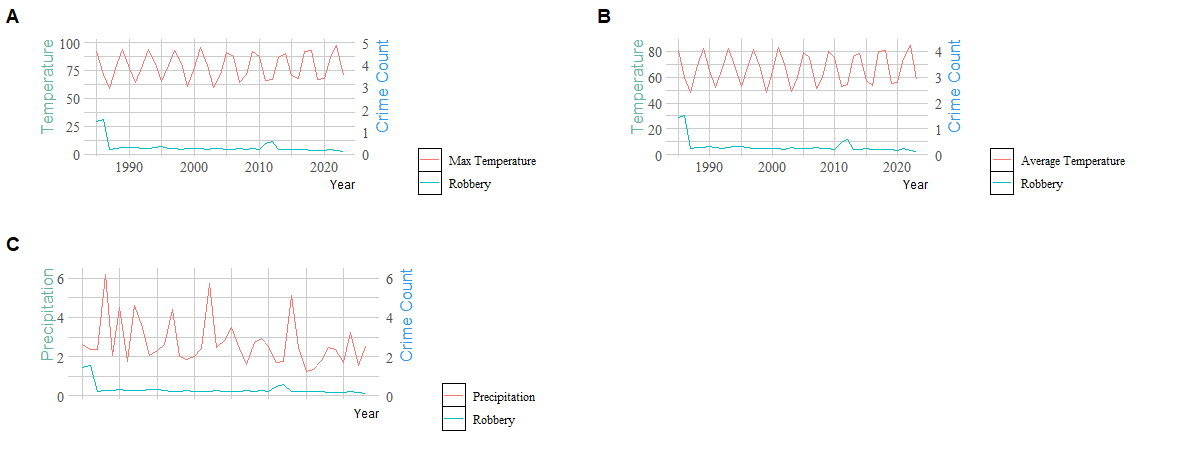 A
Temperature
100
75
50
25
0
5
4
3
2
1
0
Crime Count
1990
2000
2010
2020
Year
Max Temperature
Robbery
B
Temperature
80
60
40
20
0
4
3
2
1
0
Crime Count
1990
2000
2010
2020
Year
Average Temperature
Robbery
C
Precipitation
6
4
2
0
6
4
2
0
Crime Count
Year
Precipitation
Robbery